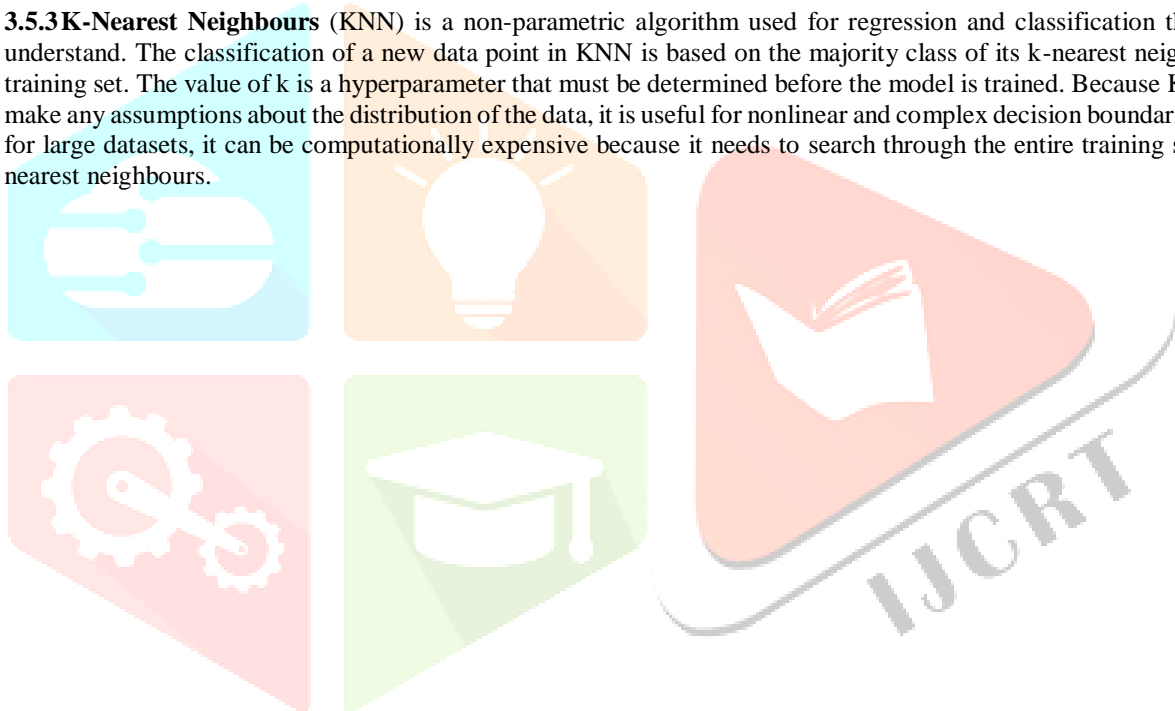 3.5.3 K-Nearest Neighbours (KNN) is a non-parametric algorithm used for regression and classification
understand. The classification of a new data point in KNN is based on the majority class of its k-nearest
training set. The value of k is a hyperparameter that must be determined before the model is trained. Because
make any assumptions about the distribution of the data, it is useful for nonlinear and complex decision
for large datasets, it can be computationally expensive because it needs to search through the entire training
nearest neighbours.
IJCRT